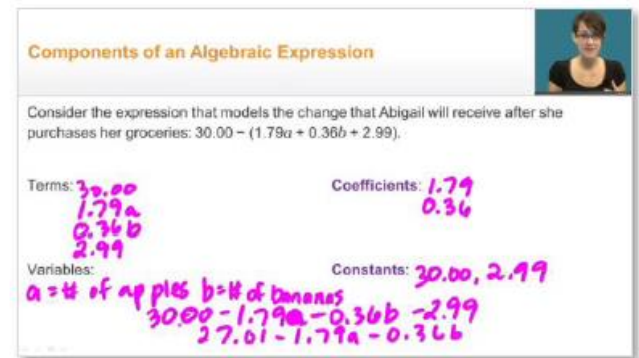 Components of an Algebraic Expression
Consider the expression that models the change that Abigail will receive after she
purchases her groceries: 30.00 − (1.79a + 0.36b + 2.99).
Terms: 30.00
1.79a
0.36b
2.99
Coefficients: 1.79
0.36
Variables:
a = # of apples b = # of bananas
Constants: 30.00, 2.99
30.00 - 1.79a - 0.36b - 2.99
27.01 - 1.79a - 0.36b